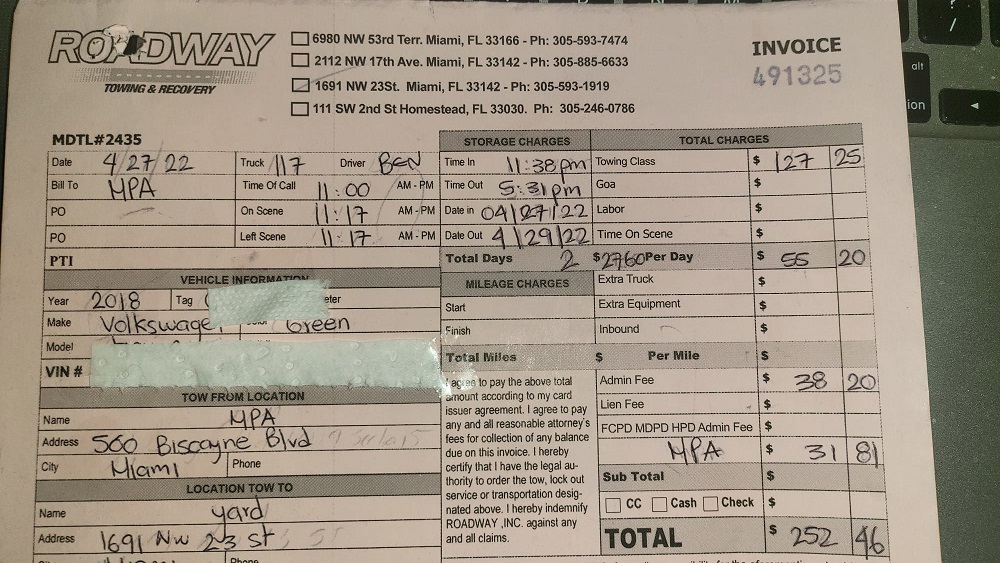 ROADWAY
TOWING & RECOVERY
6980 NW 53rd Terr. Miami, FL 33166 - Ph: 305-593-7474
2112 NW 17th Ave. Miami, FL 33142 - Ph: 305-885-6633
1691 NW 23St. Miami, FL 33142 - Ph: 305-593-1919
111 SW 2nd St Homestead, FL 33030. Ph: 305-246-0786
INVOICE
491325
MDTL#2435
Date 4/27/22 Truck 117 Driver BEN
Bill To MPA Time Of Call 11:00 AM - PM
PO On Scene 11:17 AM - PM
PO Left Scene 11:17 AM - PM
PTI
VEHICLE INFORMATION
Year 2018 Tag eter
Make Volkswage Green
Model
VIN #
TOW FROM LOCATION
Name MPA
Address 560 Biscayne Blvd
City Miami Phone
LOCATION TOW TO
Name yard
Address 1691 NW 23 St
Phone
STORAGE CHARGES
Time In 11:38pm
Time Out 5:31pm
Date in 04/27/22
Date Out 4/29/22
Total Days 2 $2760 Per Day $ 55 20
MILEAGE CHARGES
Start
Finish
Total Miles $ Per Mile $
I agree to pay the above total
amount according to my card
issuer agreement. I agree to pay
any and all reasonable attorney's
fees for collection of any balance
due on this invoice. I hereby
certify that I have the legal au-
thority to order the tow, lock out
service or transportation desig-
nated above. I hereby indemnify
ROADWAY ,INC. against any
and all claims.
TOTAL CHARGES
Towing Class $ 127 25
Goa $
Labor $
Time On Scene $
Extra Truck $
Extra Equipment $
Inbound $
Admin Fee $ 38 20
Lien Fee $
FCPD MDPD HPD Admin Fee $
MPA $ 31 81
Sub Total $
CC Cash Check $
TOTAL $ 252 46
alt